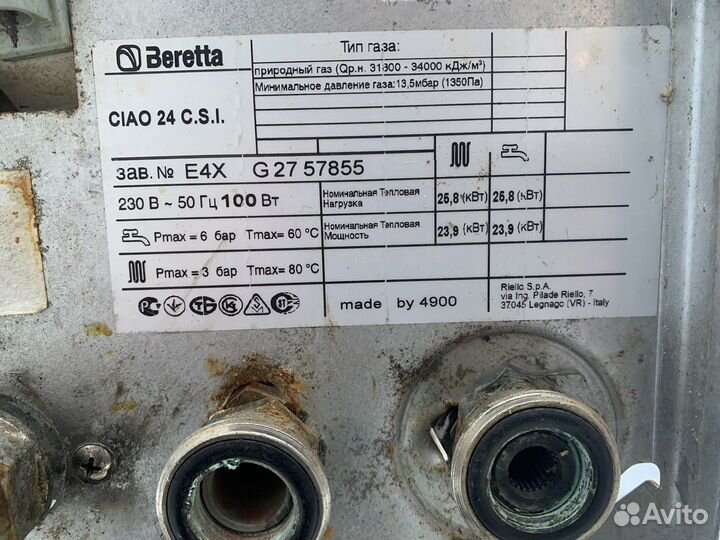 Beretta
CIAO 24 C.S.I.
Тип газа:
природный газ (Qр.н. 31800 - 34000 кДж/м³)
Минимальное давление газа: 13,5мбар (1350Па)
зав. № E4X G 27 57855
230 В ~ 50 Гц 100 Вт
Номинальная Тепловая Нагрузка 25,8 (кВт) 25,8 (кВт)
Номинальная Тепловая Мощность 23,9 (кВт) 23,9 (кВт)
Pmax = 6 бар Tmax= 60 °C
Pmax = 3 бар Tmax= 80 °C
made by 4900
Riello S.p.A.
via Ing. Pilade Riello, 7
37045 Legnago (VR) - Italy
Avito